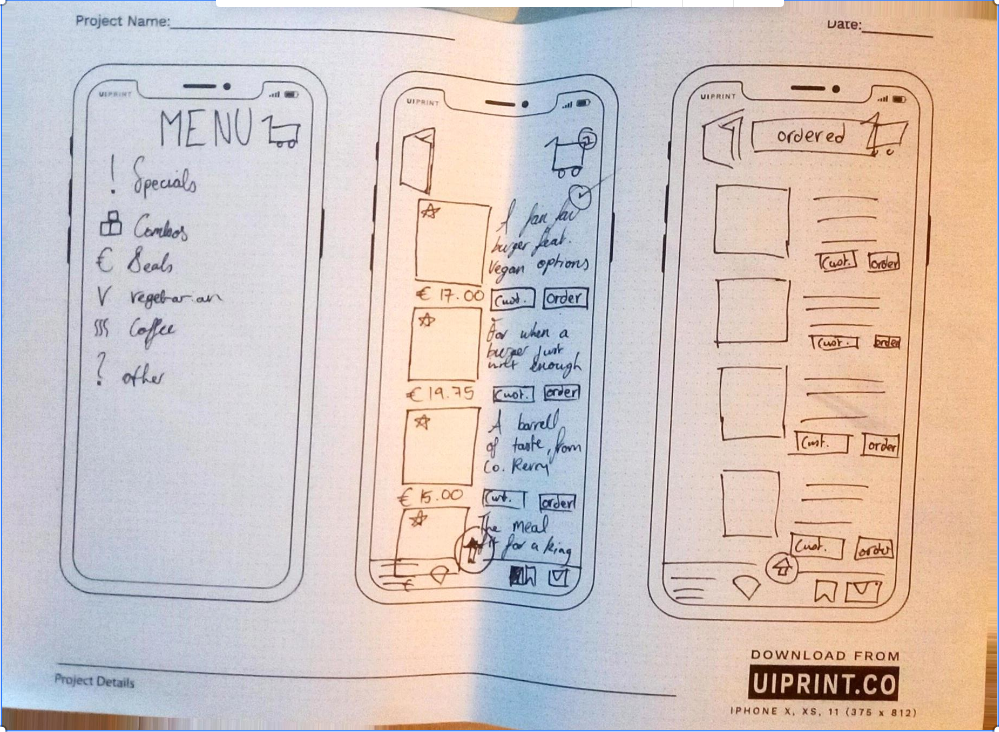 Project Name:
Date:
UIPRINT
MENU
! Specials
Combos
€ Deals
V vegetarian
Coffee
? other
UIPRINT
2
burger feat.
Vegan options
€ 17.00
Cust.
order
For when a
burger just
not enough
€ 19.75
Cust.
order
A barrell
of taste, from
Co. Kerry
€ 15.00
Cust.
order
The meal
fit for a king
€
UIPRINT
ordered
Cust.
order
Cust.
order
Cust.
order
Cust.
order
Project Details
DOWNLOAD FROM
UIPRINT.CO
IPHONE X, XS, 11 (375 x 812)